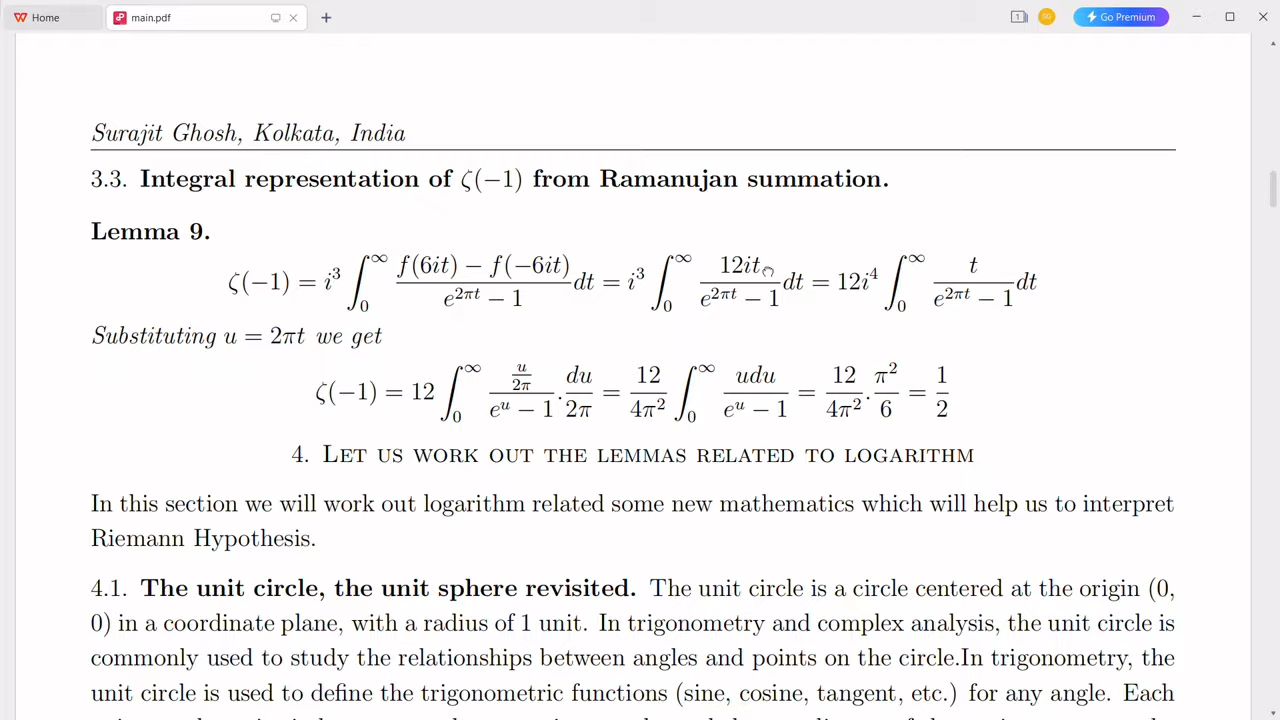 Home
main.pdf
1
Go Premium
Surajit Ghosh, Kolkata, India
3.3. Integral representation of ζ(−1) from Ramanujan summation.
Lemma 9.
ζ(−1) = i³ ∫₀^∞ (f(6it) − f(−6it))/(e^{2πt} − 1) dt = i³ ∫₀^∞ 12it/(e^{2πt} − 1) dt = 12i⁴ ∫₀^∞ t/(e^{2πt} − 1) dt
Substituting u = 2πt we get
ζ(−1) = 12 ∫₀^∞ (u/2π)/(e^u − 1) . du/2π = 12/4π² ∫₀^∞ udu/(e^u − 1) = 12/4π² . π²/6 = 1/2
4. Let us work out the lemmas related to logarithm
In this section we will work out logarithm related some new mathematics which will help us to interpret
Riemann Hypothesis.
4.1. The unit circle, the unit sphere revisited. The unit circle is a circle centered at the origin (0,
0) in a coordinate plane, with a radius of 1 unit. In trigonometry and complex analysis, the unit circle is
commonly used to study the relationships between angles and points on the circle.In trigonometry, the
unit circle is used to define the trigonometric functions (sine, cosine, tangent, etc.) for any angle. Each